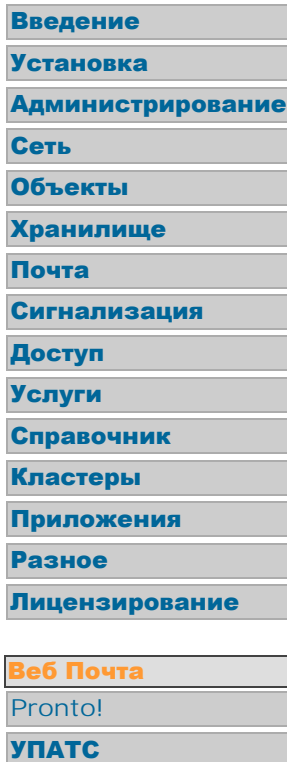 Введение
Установка
Администрирование
Сеть
Объекты
Хранилище
Почта
Сигнализация
Доступ
Услуги
Справочник
Кластеры
Приложения
Разное
Лицензирование
Веб Почта
Pronto!
УПАТС